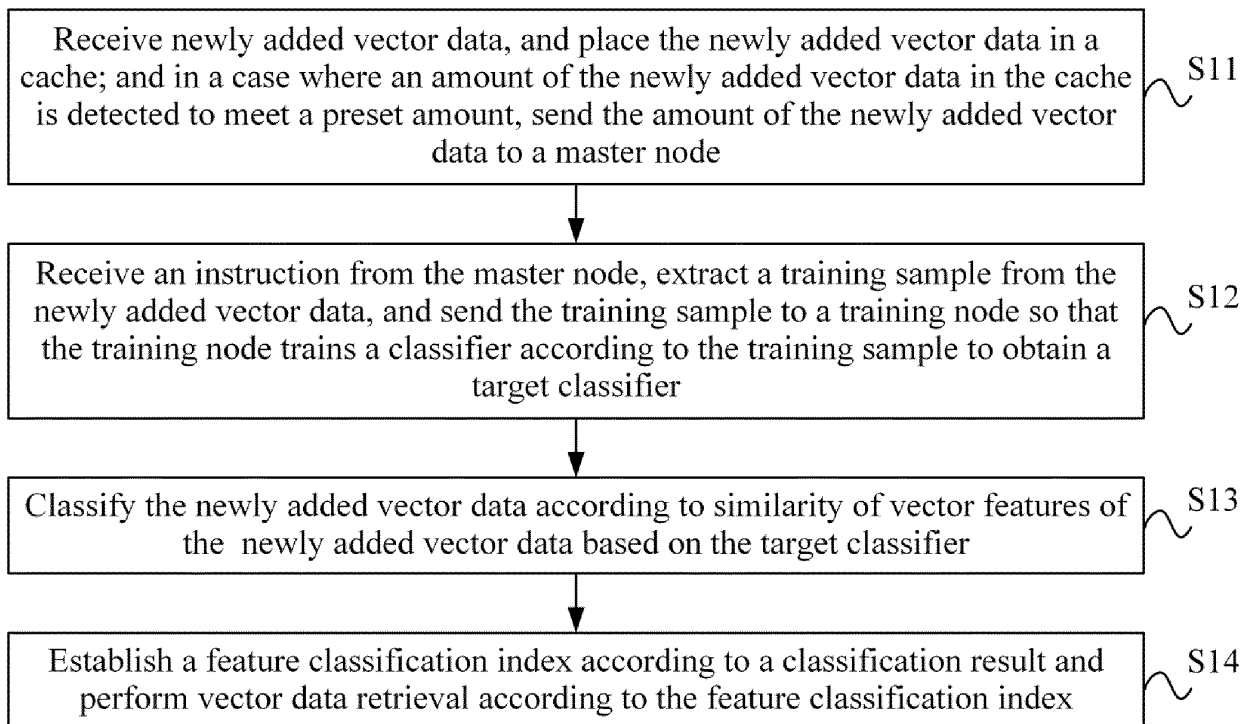 Receive newly added vector data, and place the newly added vector data in a
cache; and in a case where an amount of the newly added vector data in the cache
is detected to meet a preset amount, send the amount of the newly added vector
data to a master node
S11
Receive an instruction from the master node, extract a training sample from the
newly added vector data, and send the training sample to a training node so that
the training node trains a classifier according to the training sample to obtain a
target classifier
S12
Classify the newly added vector data according to similarity of vector features of
the newly added vector data based on the target classifier
S13
Establish a feature classification index according to a classification result and
perform vector data retrieval according to the feature classification index
S14